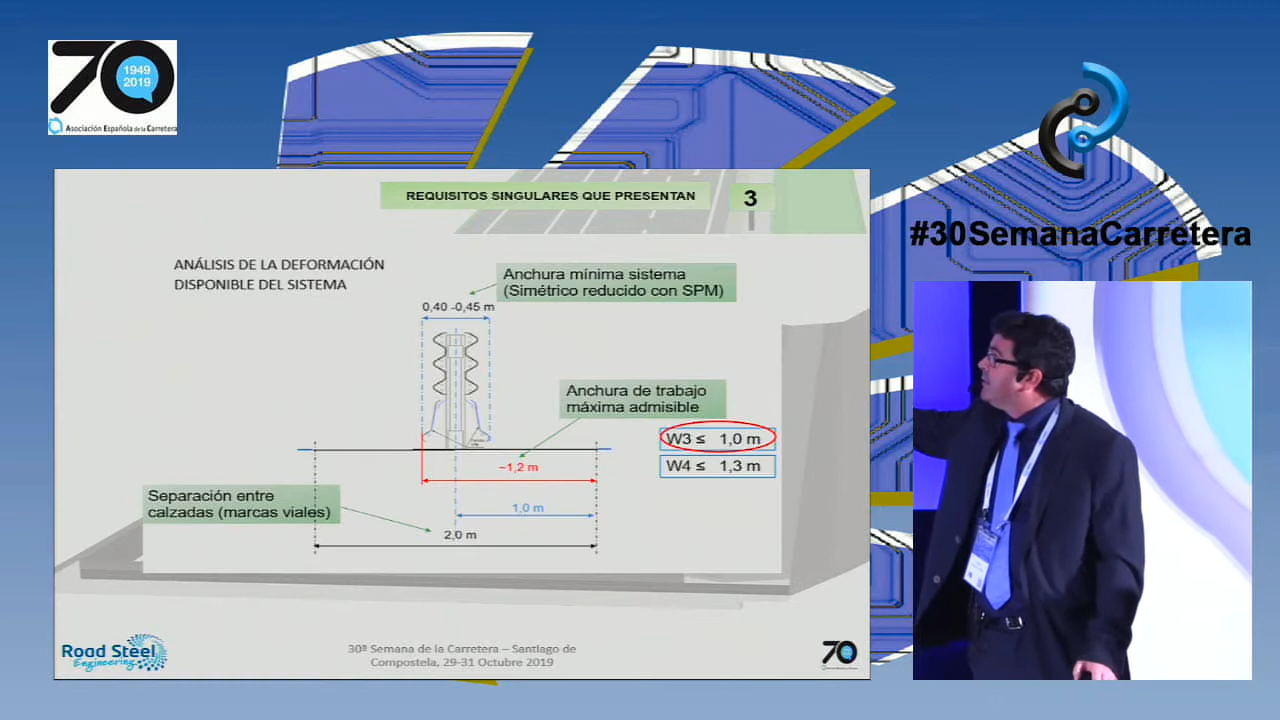 70
1949
2019
Asociación Española de la Carretera
#30SemanaCarretera
REQUISITOS SINGULARES QUE PRESENTAN
3
ANÁLISIS DE LA DEFORMACIÓN
DISPONIBLE DEL SISTEMA
Anchura mínima sistema
(Simétrico reducido con SPM)
0,40 -0,45 m
Anchura de trabajo
máxima admisible
W3 ≤ 1,0 m
W4 ≤ 1,3 m
~1,2 m
Separación entre
calzadas (marcas viales)
1,0 m
2,0 m
Road Steel
Engineering
30ª Semana de la Carretera – Santiago de
Compostela, 29-31 Octubre 2019
70